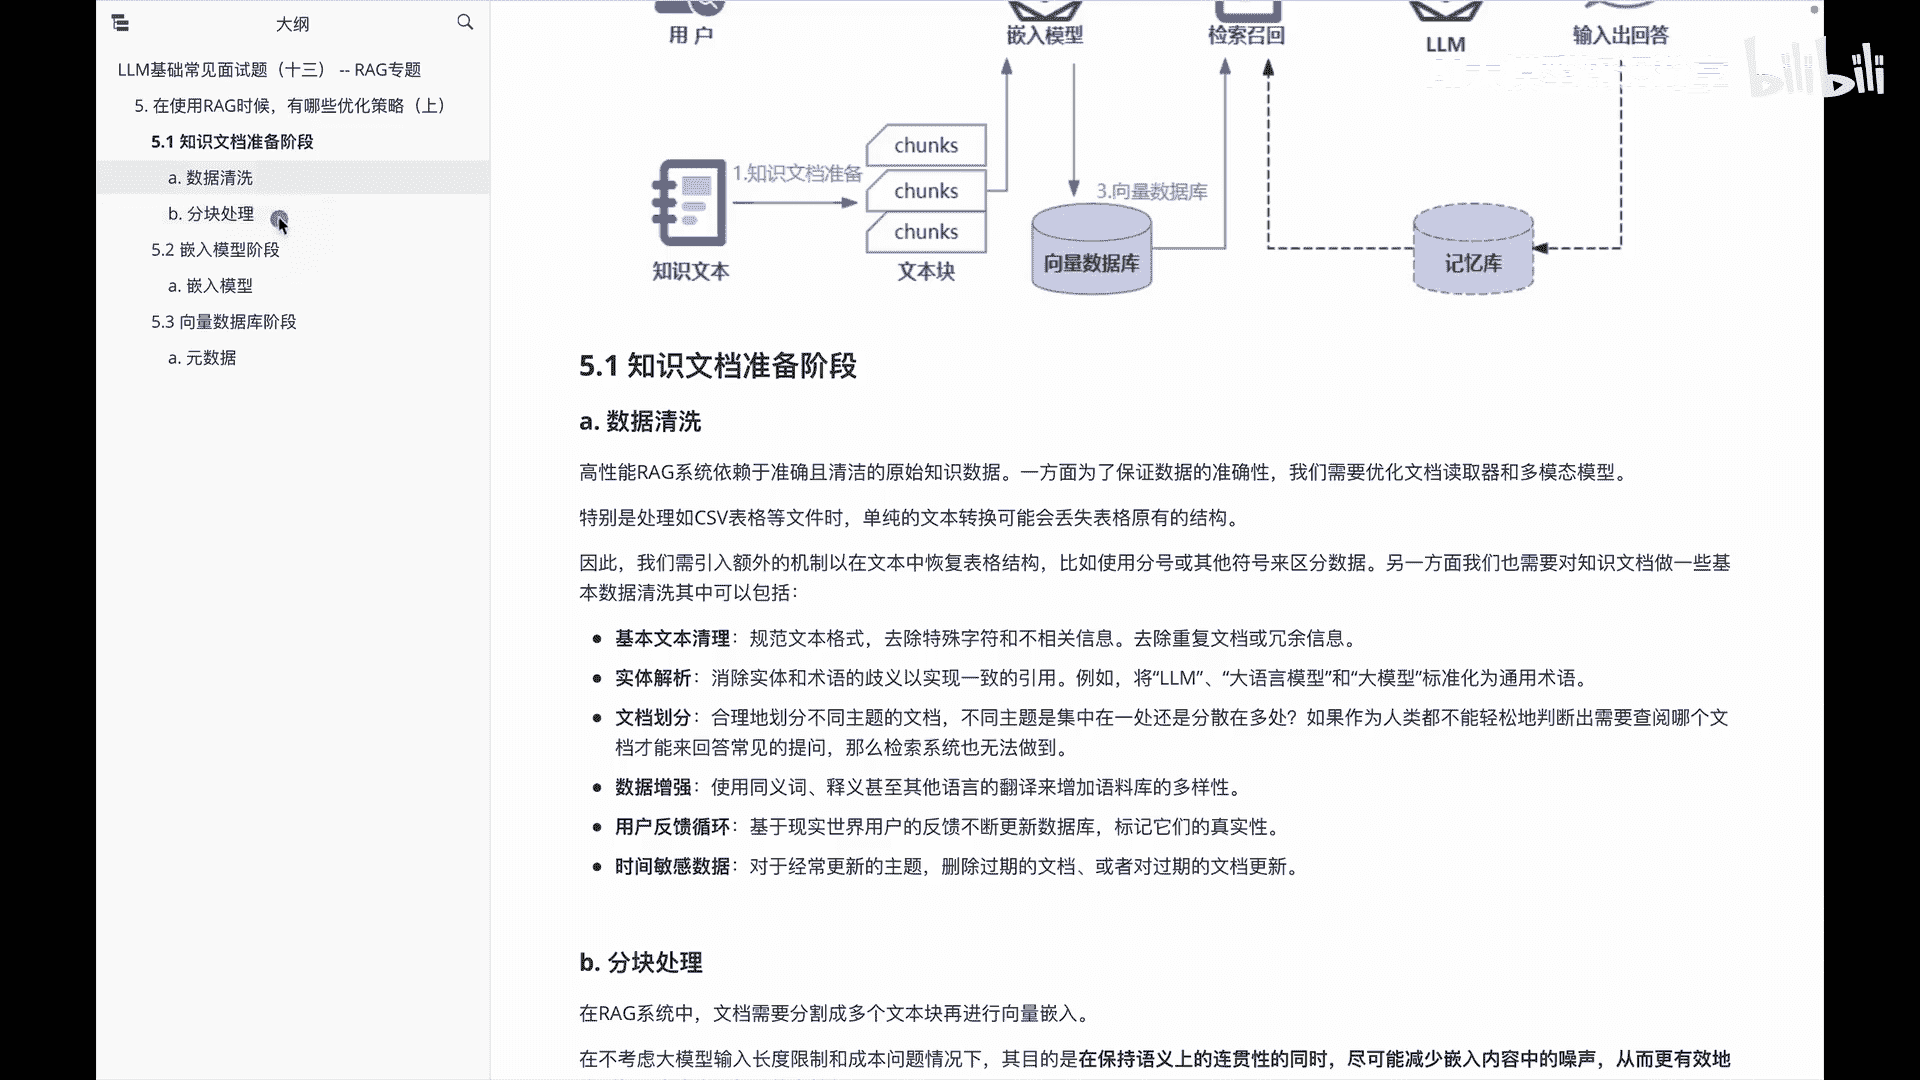 大纲
LLM基础常见面试题（十三） -- RAG专题
5. 在使用RAG时候，有哪些优化策略（上）
5.1 知识文档准备阶段
a. 数据清洗
b. 分块处理
5.2 嵌入模型阶段
a. 嵌入模型
5.3 向量数据库阶段
a. 元数据
用 户
嵌入模型
检索召回
LLM
输入出回答
bilibili
chunks
1.知识文档准备
chunks
3.向量数据库
chunks
向量数据库
记忆库
知识文本
文本块
5.1 知识文档准备阶段
a. 数据清洗
高性能RAG系统依赖于准确且清洁的原始知识数据。一方面为了保证数据的准确性，我们需要优化文档读取器和多模态模型。
特别是处理如CSV表格等文件时，单纯的文本转换可能会丢失表格原有的结构。
因此，我们需引入额外的机制以在文本中恢复表格结构，比如使用分号或其他符号来区分数据。另一方面我们也需要对知识文档做一些基
本数据清洗其中可以包括：
基本文本清理：规范文本格式，去除特殊字符和不相关信息。去除重复文档或冗余信息。
实体解析：消除实体和术语的歧义以实现一致的引用。例如，将“LLM”、“大语言模型”和“大模型”标准化为通用术语。
文档划分：合理地划分不同主题的文档，不同主题是集中在一处还是分散在多处？如果作为人类都不能轻松地判断出需要查阅哪个文
档才能来回答常见的提问，那么检索系统也无法做到。
数据增强：使用同义词、释义甚至其他语言的翻译来增加语料库的多样性。
用户反馈循环：基于现实世界用户的反馈不断更新数据库，标记它们的真实性。
时间敏感数据：对于经常更新的主题，删除过期的文档、或者对过期的文档更新。
b. 分块处理
在RAG系统中，文档需要分割成多个文本块再进行向量嵌入。
在不考虑大模型输入长度限制和成本问题情况下，其目的是在保持语义上的连贯性的同时，尽可能减少嵌入内容中的噪声，从而更有效地